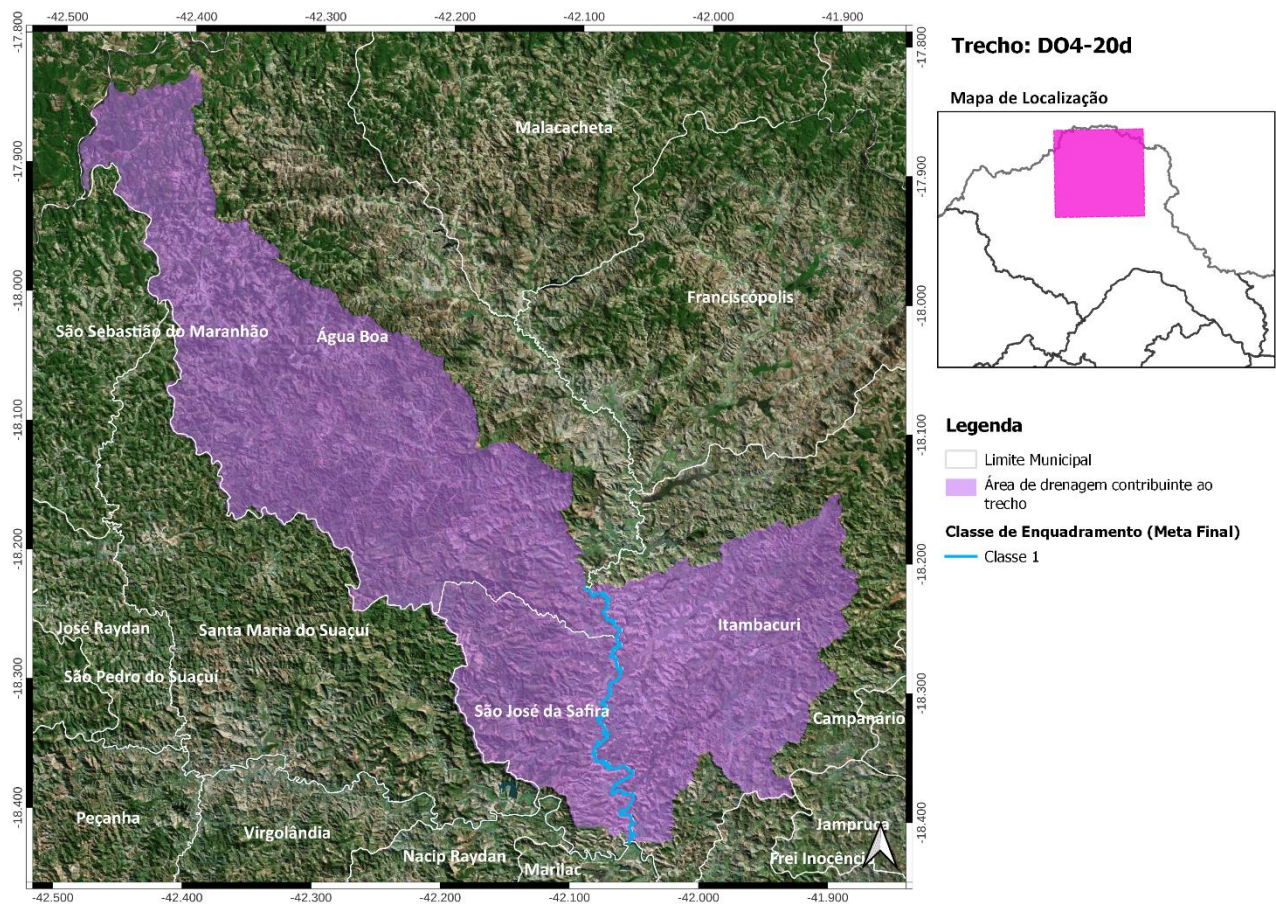 -42.500
-42.400
-42.300
-42.200
-42.100
-42.000
-41.900
-17.800
-17.900
-18.000
-18.100
-18.200
-18.300
-18.400
-17.800
-17.900
-18.000
-18.100
-18.200
-18.300
-18.400
Malacacheta
Franciscópolis
São Sebastião do Maranhão
Água Boa
José Raydan
Santa Maria do Suaçuí
Itambacuri
São Pedro do Suaçuí
São José da Safira
Campanário
Peçanha
Virgolândia
Jampruca
Nacip Raydan
Frei Inocêncio
Marilac
-42.500
-42.400
-42.300
-42.200
-42.100
-42.000
-41.900
Trecho: DO4-20d
Mapa de Localização
Legenda
Limite Municipal
Área de drenagem contribuinte ao
trecho
Classe de Enquadramento (Meta Final)
Classe 1